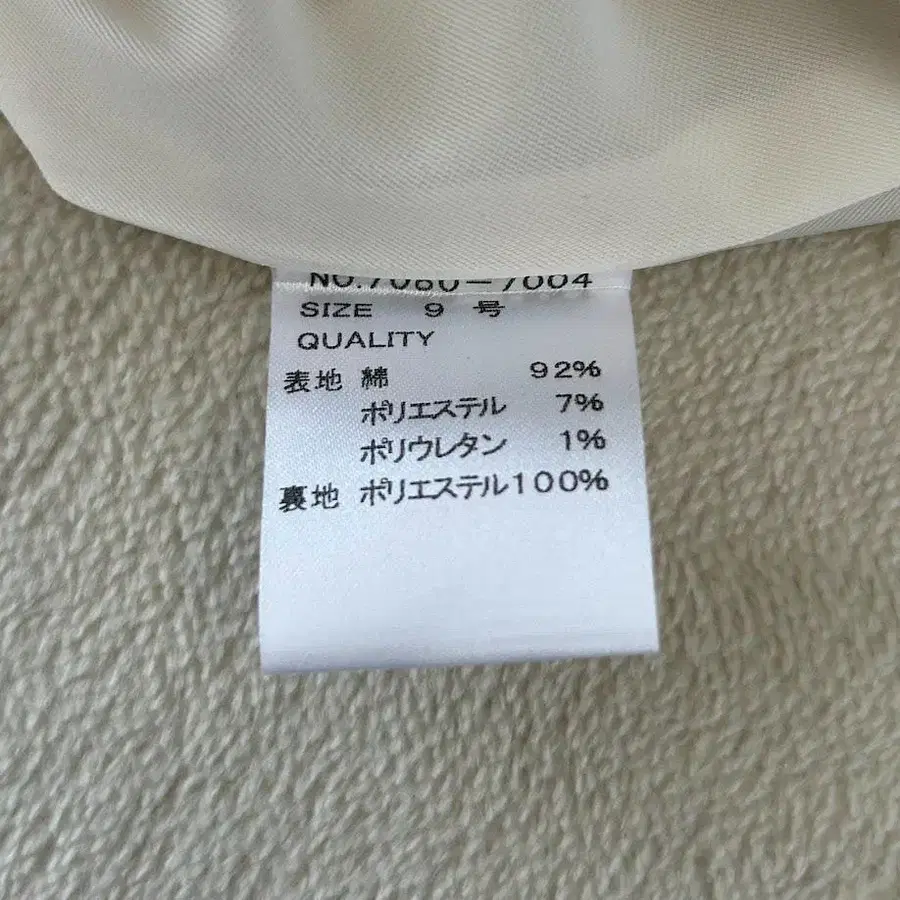 NO.7080-7004
SIZE 9 号
QUALITY
表地 綿 92%
ポリエステル 7%
ポリウレタン 1%
裏地 ポリエステル100%